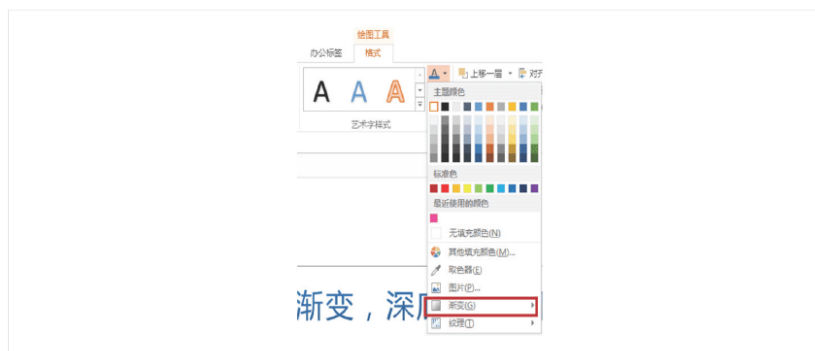 绘图工具
办公标签 格式
A A A
A 上移一层 对齐
主题颜色
艺术字样式
标准色
最近使用的颜色
无填充颜色(N)
其他填充颜色(M)...
取色器(E)
图片(P)...
渐变(G)
渐变，深
纹理(T)